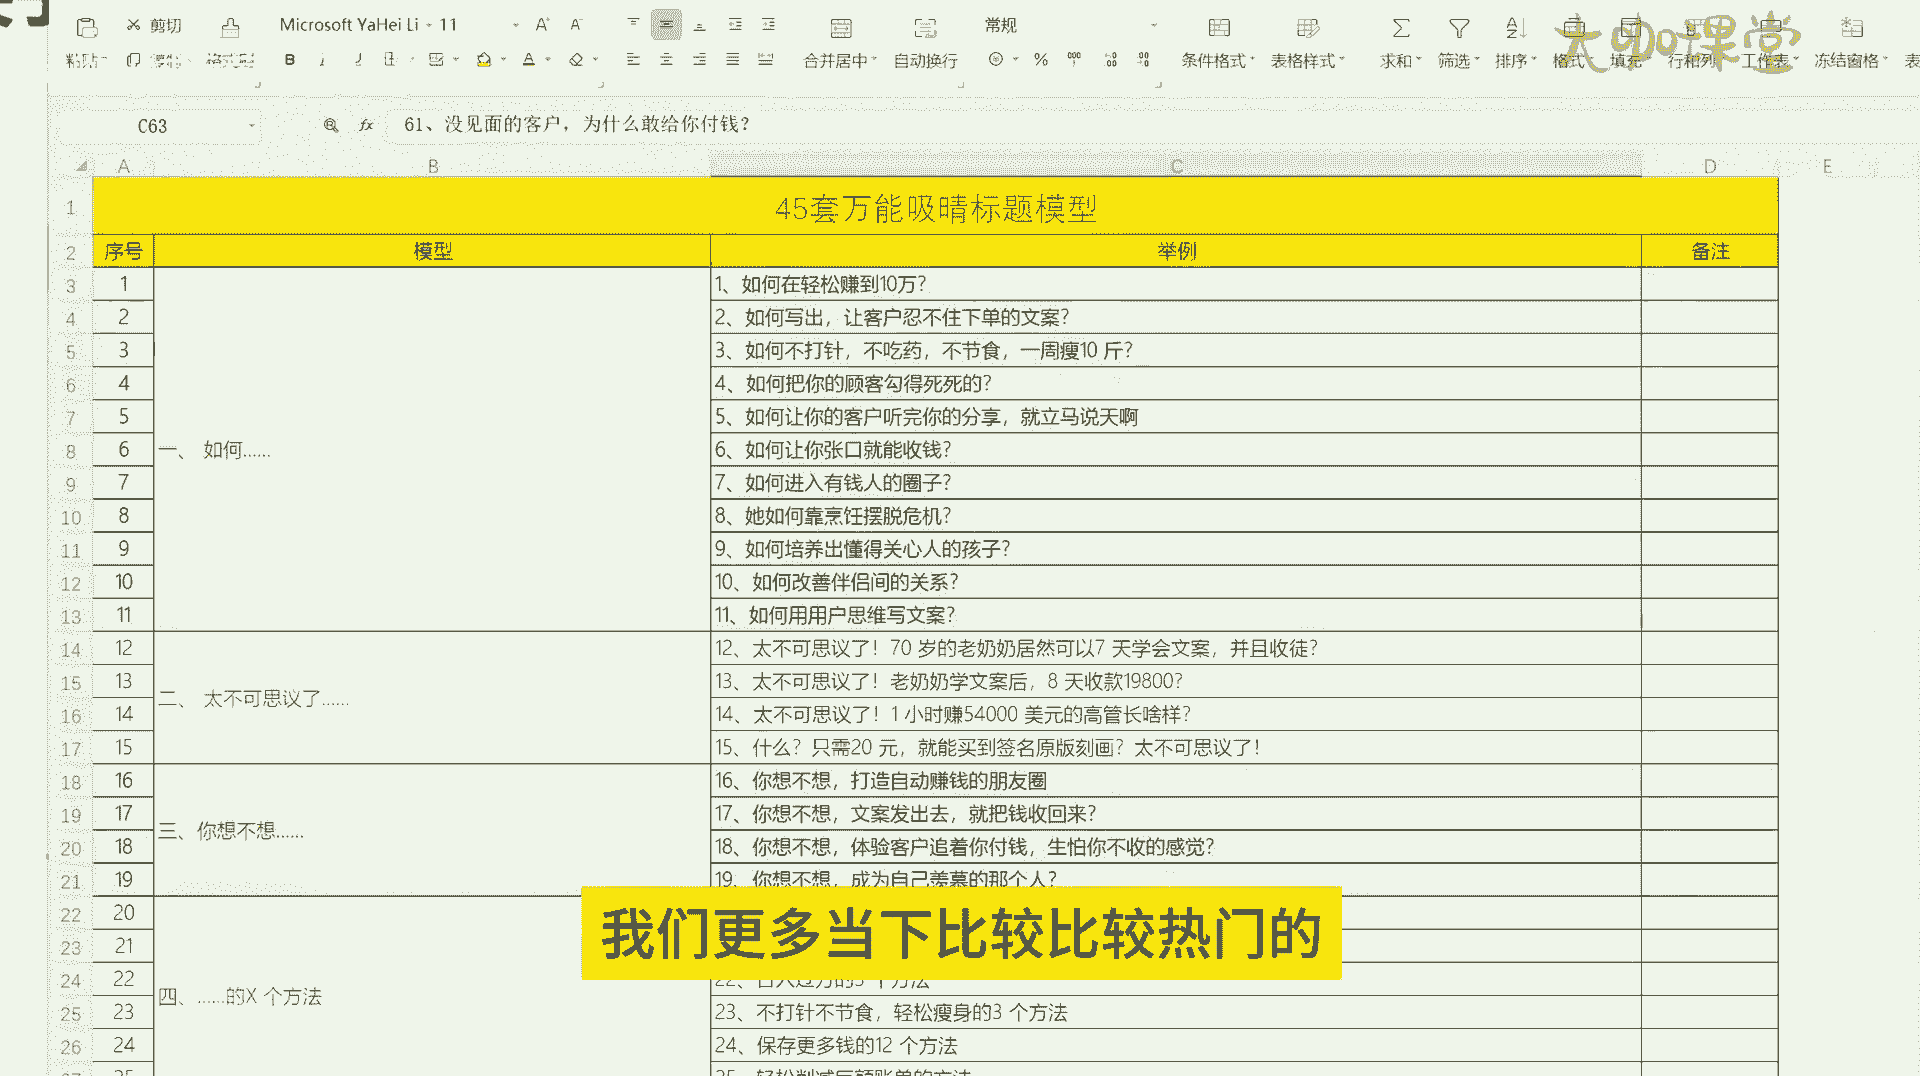 剪切
Microsoft YaHei Li
11
常规
粘贴
合并居中
自动换行
条件格式
表格样式
求和
筛选
排序
格式
填充
行和列
工作表
冻结窗格
大咖课堂
C63
fx
61、没见面的客户，为什么敢给你付钱？
A B C D E
1 45套万能吸睛标题模型
2 序号 模型 举例 备注
3 1 1、如何在轻松赚到10万？
4 2 2、如何写出，让客户忍不住下单的文案？
5 3 3、如何不打针，不吃药，不节食，一周瘦10 斤？
6 4 4、如何把你的顾客勾得死死的？
7 5 5、如何让你的客户听完你的分享，就立马说天啊
8 6 一、 如何…… 6、如何让你张口就能收钱？
9 7 7、如何进入有钱人的圈子？
10 8 8、她如何靠烹饪摆脱危机？
11 9 9、如何培养出懂得关心人的孩子？
12 10 10、如何改善伴侣间的关系？
13 11 11、如何用用户思维写文案？
14 12 12、太不可思议了！70 岁的老奶奶居然可以7 天学会文案，并且收徒？
15 13 二、 太不可思议了…… 13、太不可思议了！老奶奶学文案后，8 天收款19800？
16 14 14、太不可思议了！1 小时赚54000 美元的高管长啥样？
17 15 15、什么？只需20 元，就能买到签名原版刻画？太不可思议了！
18 16 16、你想不想，打造自动赚钱的朋友圈
19 17 三、你想不想…… 17、你想不想，文案发出去，就把钱收回来？
20 18 18、你想不想，体验客户追着你付钱，生怕你不收的感觉？
21 19 19、你想不想，成为自己羡慕的那个人？
22 20
23 21
24 22 四、……的X 个方法
25 23 23、不打针不节食，轻松瘦身的3 个方法
26 24 24、保存更多钱的12 个方法
我们更多当下比较比较热门的